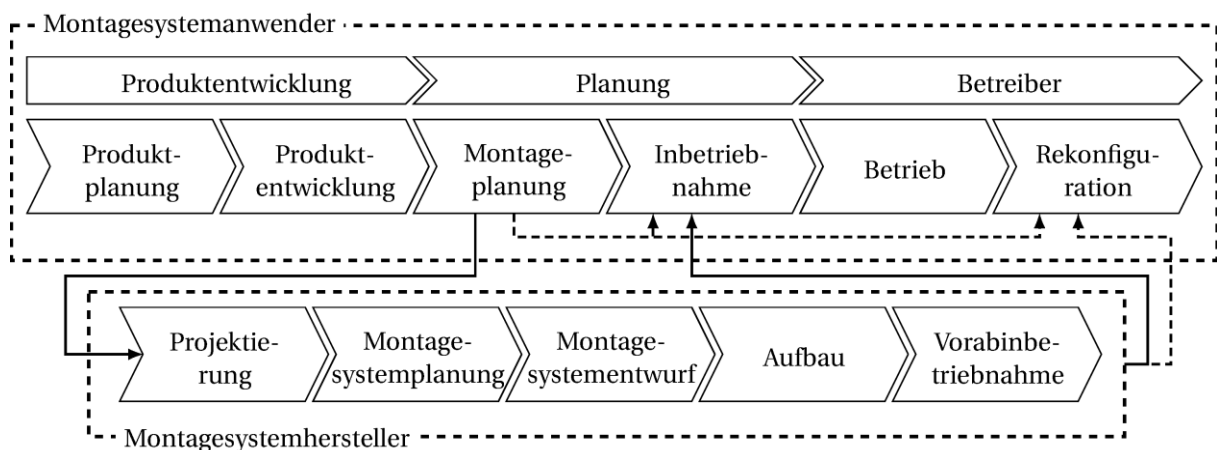 Montagesystemanwender
Produktentwicklung
Planung
Betreiber
Produkt-
planung
Produkt-
entwicklung
Montage-
planung
Inbetrieb-
nahme
Betrieb
Rekonfigu-
ration
Projektie-
rung
Montage-
systemplanung
Montage-
systementwurf
Aufbau
Vorabinbe-
triebnahme
Montagesystemhersteller